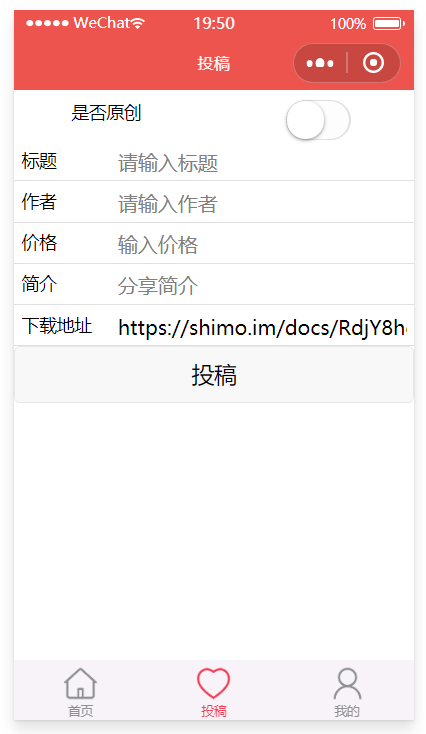 WeChat 19:50 100%
投稿
是否原创
标题 请输入标题
作者 请输入作者
价格 输入价格
简介 分享简介
下载地址 https://shimo.im/docs/RdjY8h
投稿
首页 投稿 我的